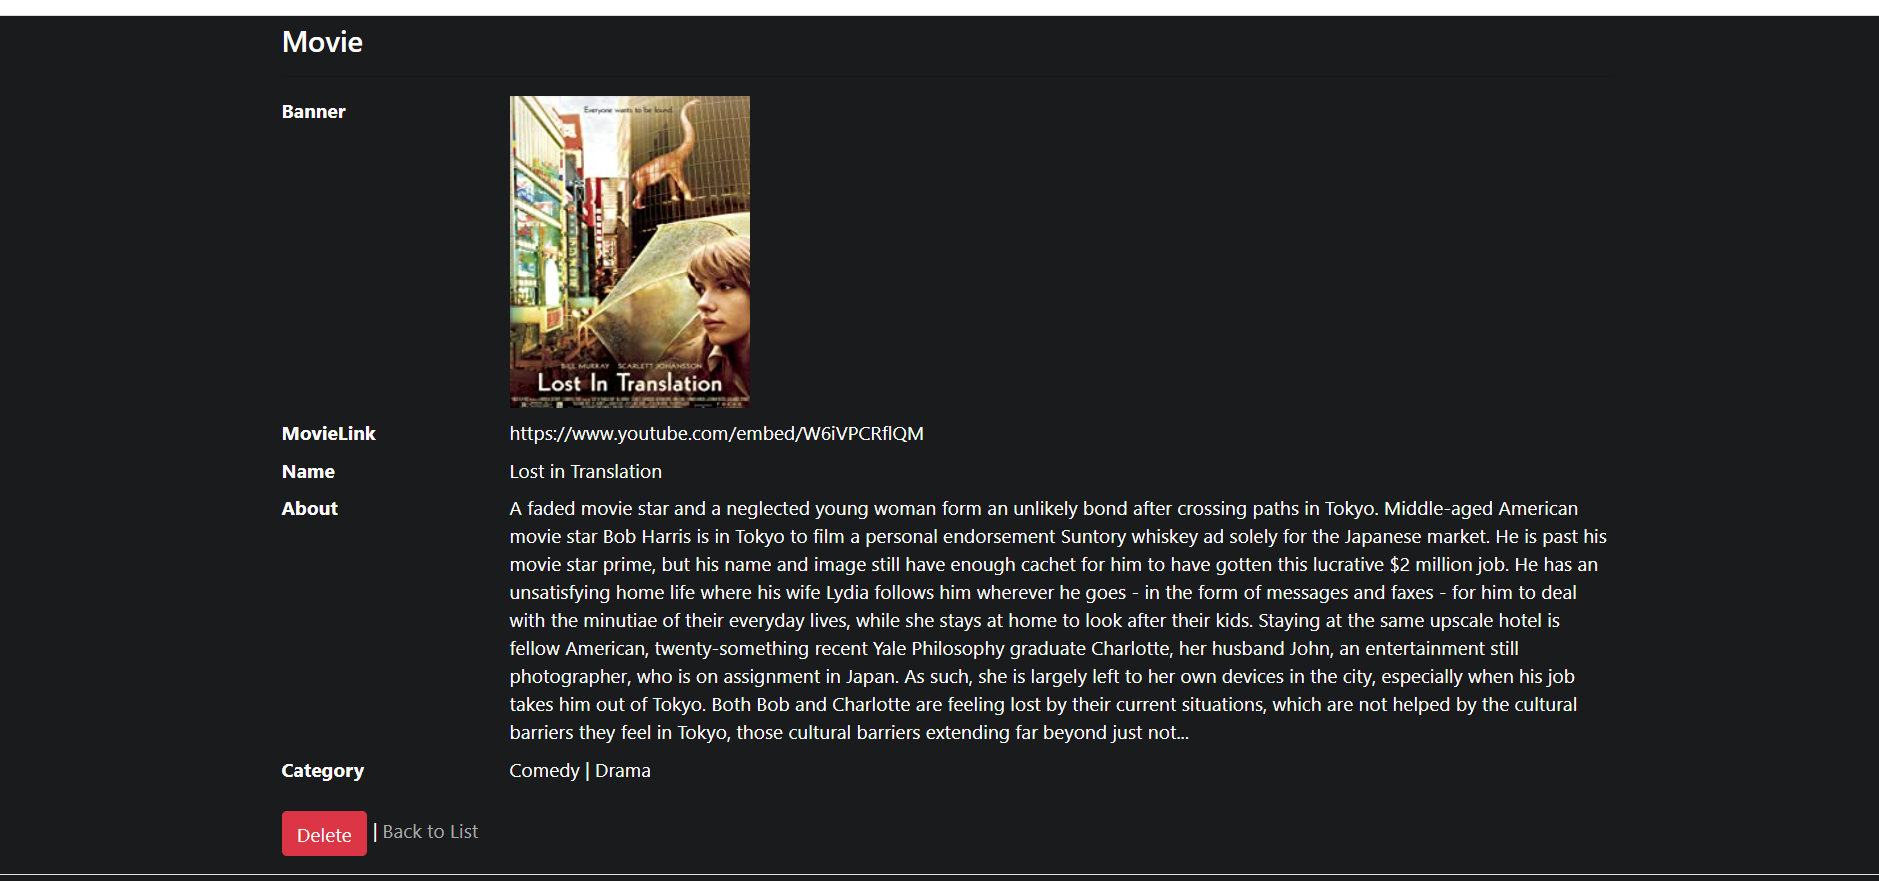 Movie
Banner
Everyone wants to be found.
BILL MURRAY SCARLETT JOHANSSON
Lost In Translation
MovieLink https://www.youtube.com/embed/W6iVPCRflQM
Name Lost in Translation
About A faded movie star and a neglected young woman form an unlikely bond after crossing paths in Tokyo. Middle-aged American
movie star Bob Harris is in Tokyo to film a personal endorsement Suntory whiskey ad solely for the Japanese market. He is past his
movie star prime, but his name and image still have enough cachet for him to have gotten this lucrative $2 million job. He has an
unsatisfying home life where his wife Lydia follows him wherever he goes - in the form of messages and faxes - for him to deal
with the minutiae of their everyday lives, while she stays at home to look after their kids. Staying at the same upscale hotel is
fellow American, twenty-something recent Yale Philosophy graduate Charlotte, her husband John, an entertainment still
photographer, who is on assignment in Japan. As such, she is largely left to her own devices in the city, especially when his job
takes him out of Tokyo. Both Bob and Charlotte are feeling lost by their current situations, which are not helped by the cultural
barriers they feel in Tokyo, those cultural barriers extending far beyond just not...
Category Comedy | Drama
Delete | Back to List